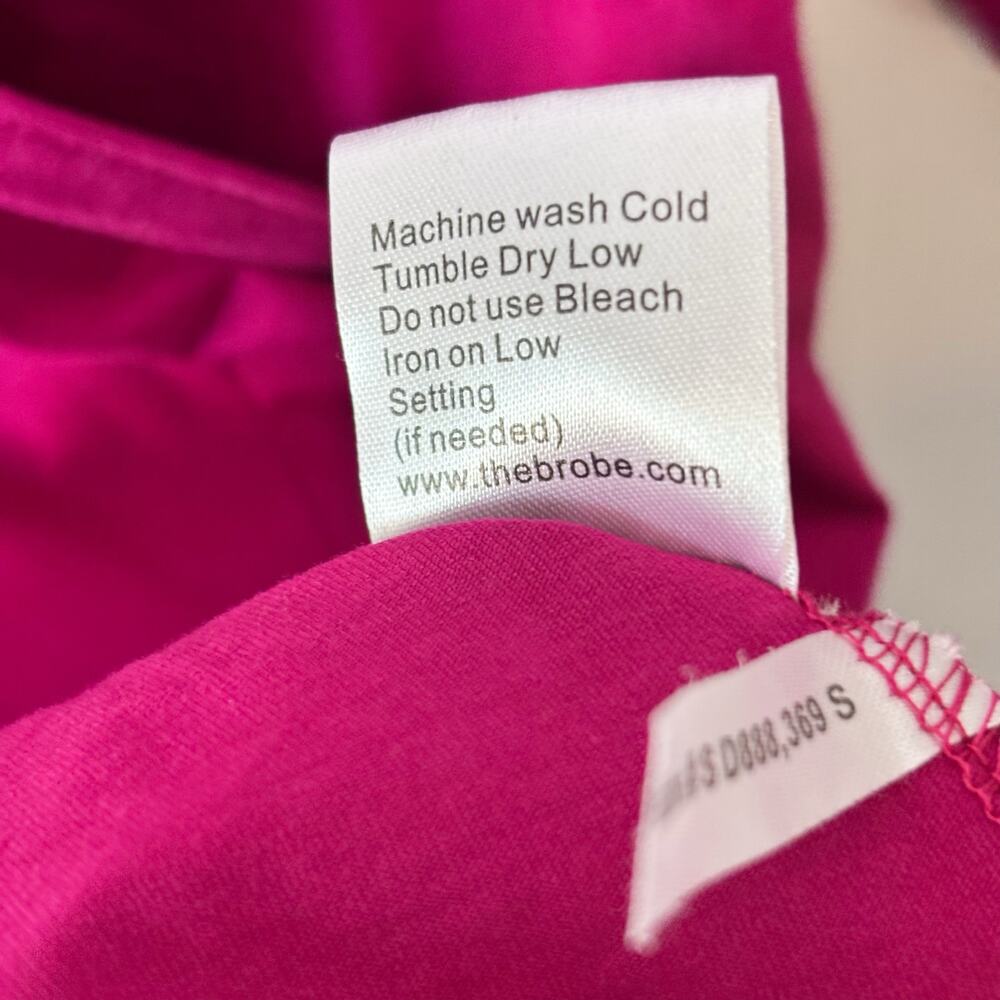 Machine wash Cold
Tumble Dry Low
Do not use Bleach
Iron on Low
Setting
(if needed)
www.thebrobe.com
D888,369 S